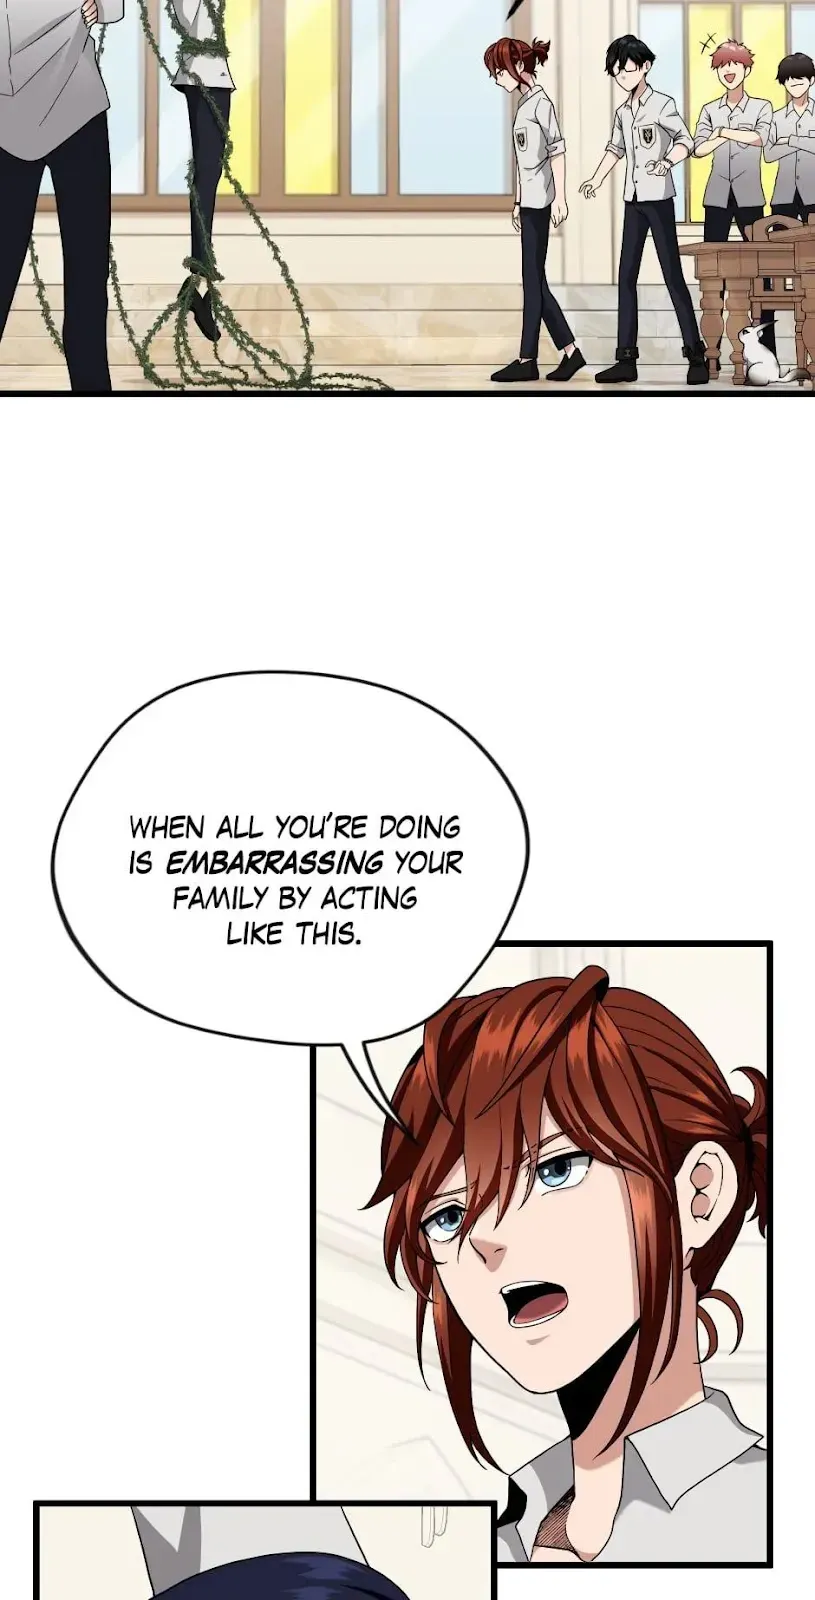 WHEN ALL YOU'RE DOING
IS EMBARRASSING YOUR
FAMILY BY ACTING
LIKE THIS.